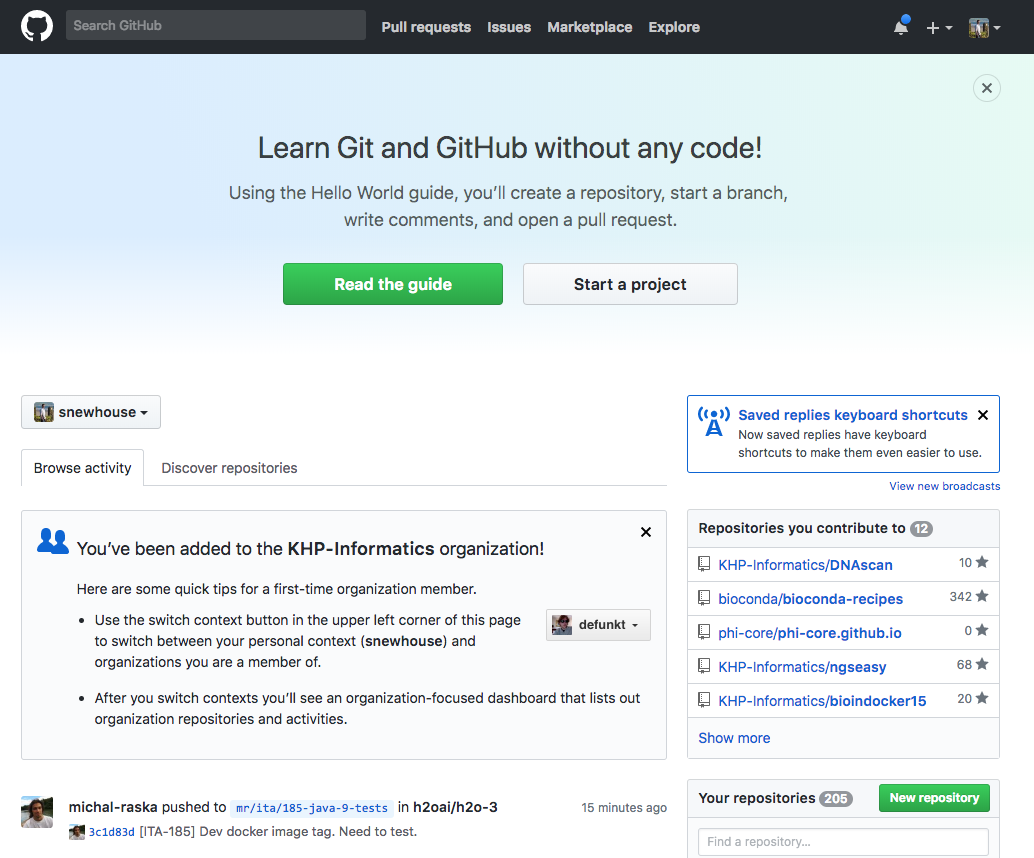 Search GitHub
Pull requests
Issues
Marketplace
Explore
Learn Git and GitHub without any code!
Using the Hello World guide, you’ll create a repository, start a branch,
write comments, and open a pull request.
Read the guide
Start a project
snewhouse
Browse activity
Discover repositories
You’ve been added to the KHP-Informatics organization!
Here are some quick tips for a first-time organization member.
• Use the switch context button in the upper left corner of this page
to switch between your personal context (snewhouse) and
organizations you are a member of.
defunkt
• After you switch contexts you’ll see an organization-focused dashboard that lists out
organization repositories and activities.
michal-raska pushed to mr/ita/185-java-9-tests in h2oai/h2o-3
15 minutes ago
3c1d83d [ITA-185] Dev docker image tag. Need to test.
Saved replies keyboard shortcuts
Now saved replies have keyboard
shortcuts to make them even easier to use.
View new broadcasts
Repositories you contribute to 12
KHP-Informatics/DNAscan 10
bioconda/bioconda-recipes 342
phi-core/phi-core.github.io 0
KHP-Informatics/ngseasy 68
KHP-Informatics/bioindocker15 20
Show more
Your repositories 205
New repository
Find a repository...